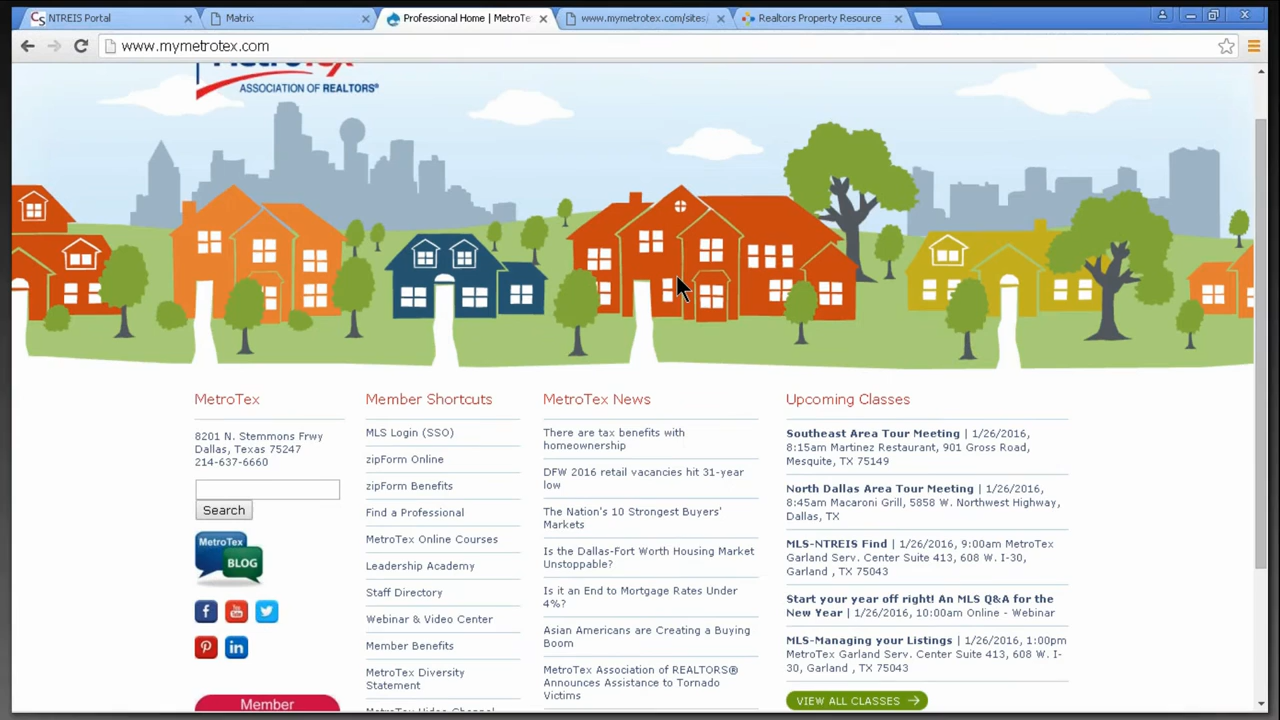 NTREIS Portal
Matrix
Professional Home | MetroTe
www.mymetrotex.com/sites/
Realtors Property Resource
www.mymetrotex.com
MetroTex
ASSOCIATION OF REALTORS®
MetroTex
8201 N. Stemmons Frwy
Dallas, Texas 75247
214-637-6660
Search
MetroTex
BLOG
Member
Member Shortcuts
MLS Login (SSO)
zipForm Online
zipForm Benefits
Find a Professional
MetroTex Online Courses
Leadership Academy
Staff Directory
Webinar & Video Center
Member Benefits
MetroTex Diversity
Statement
MetroTex Video Channel
MetroTex News
There are tax benefits with
homeownership
DFW 2016 retail vacancies hit 31-year
low
The Nation's 10 Strongest Buyers'
Markets
Is the Dallas-Fort Worth Housing Market
Unstoppable?
Is it an End to Mortgage Rates Under
4%?
Asian Americans are Creating a Buying
Boom
MetroTex Association of REALTORS®
Announces Assistance to Tornado
Victims
Upcoming Classes
Southeast Area Tour Meeting | 1/26/2016,
8:15am Martinez Restaurant, 901 Gross Road,
Mesquite, TX 75149
North Dallas Area Tour Meeting | 1/26/2016,
8:45am Macaroni Grill, 5858 W. Northwest Highway,
Dallas, TX
MLS-NTREIS Find | 1/26/2016, 9:00am MetroTex
Garland Serv. Center Suite 413, 608 W. I-30,
Garland , TX 75043
Start your year off right! An MLS Q&A for the
New Year | 1/26/2016, 10:00am Online - Webinar
MLS-Managing your Listings | 1/26/2016, 1:00pm
MetroTex Garland Serv. Center Suite 413, 608 W. I-
30, Garland , TX 75043
VIEW ALL CLASSES